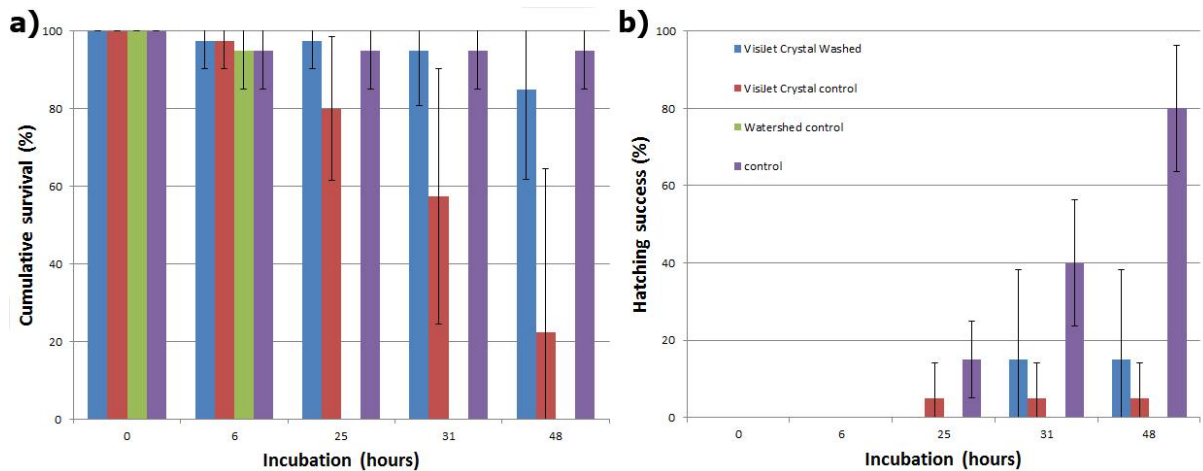 a)
Cumulative survival (%)
100
80
60
40
20
0
0 6 25 31 48
Incubation (hours)
b)
Hatching success (%)
100
80
60
40
20
0
VisiJet Crystal Washed
VisiJet Crystal control
Watershed control
control
0 6 25 31 48
Incubation (hours)